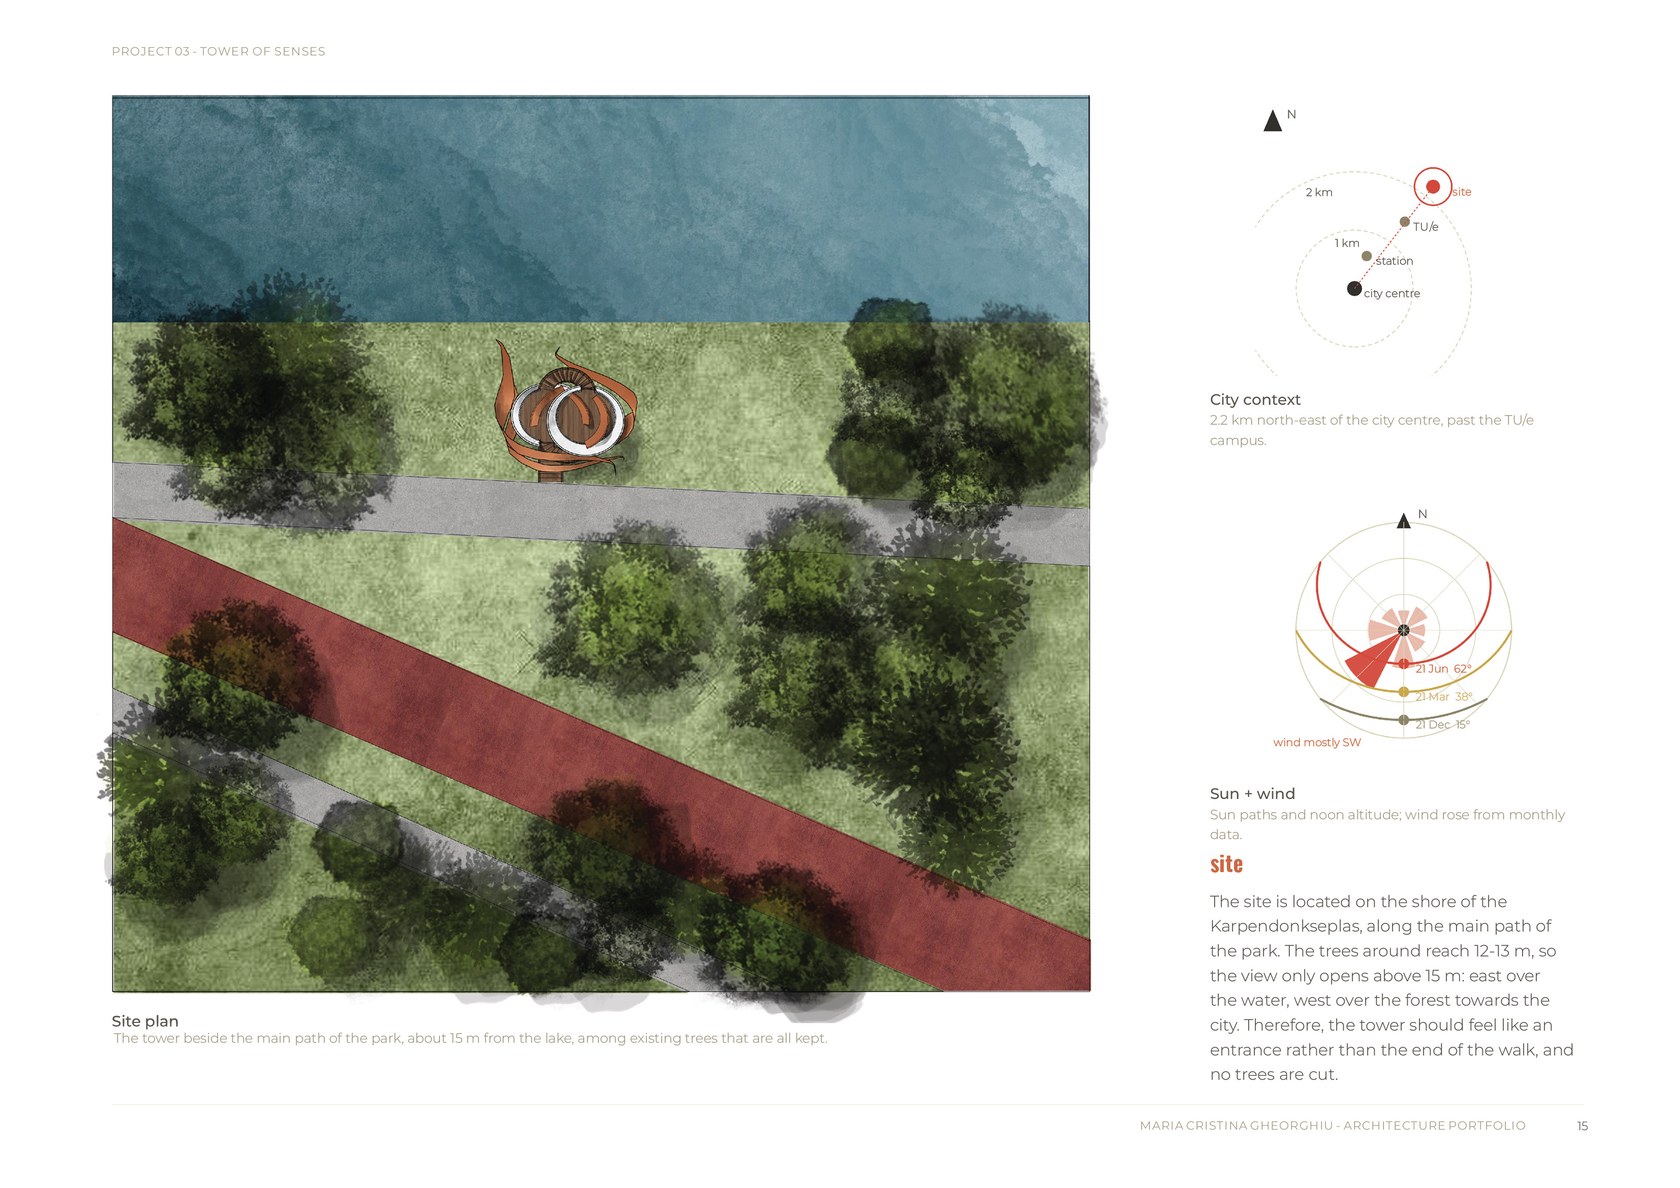 PROJECT 03 - TOWER OF SENSES
N
2 km
site
TU/e
1 km
station
city centre
City context
2.2 km north-east of the city centre, past the TU/e
campus.
N
21 Jun 62°
21 Mar 38°
21 Dec 15°
wind mostly SW
Sun + wind
Sun paths and noon altitude; wind rose from monthly
data.
site
The site is located on the shore of the
Karpendonkseplas, along the main path of
the park. The trees around reach 12-13 m, so
the view only opens above 15 m: east over
the water, west over the forest towards the
city. Therefore, the tower should feel like an
entrance rather than the end of the walk, and
no trees are cut.
Site plan
The tower beside the main path of the park, about 15 m from the lake, among existing trees that are all kept.
MARIA CRISTINA GHEORGHIU - ARCHITECTURE PORTFOLIO
15